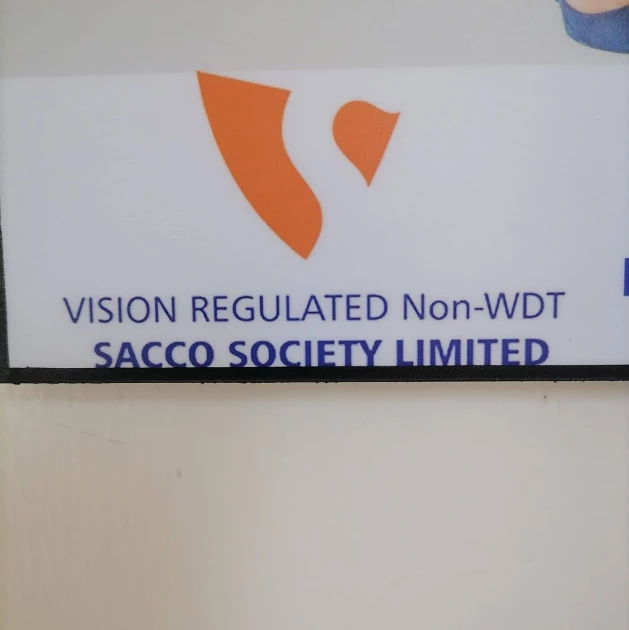 VISION REGULATED Non-WDT
SACCO SOCIETY LIMITED